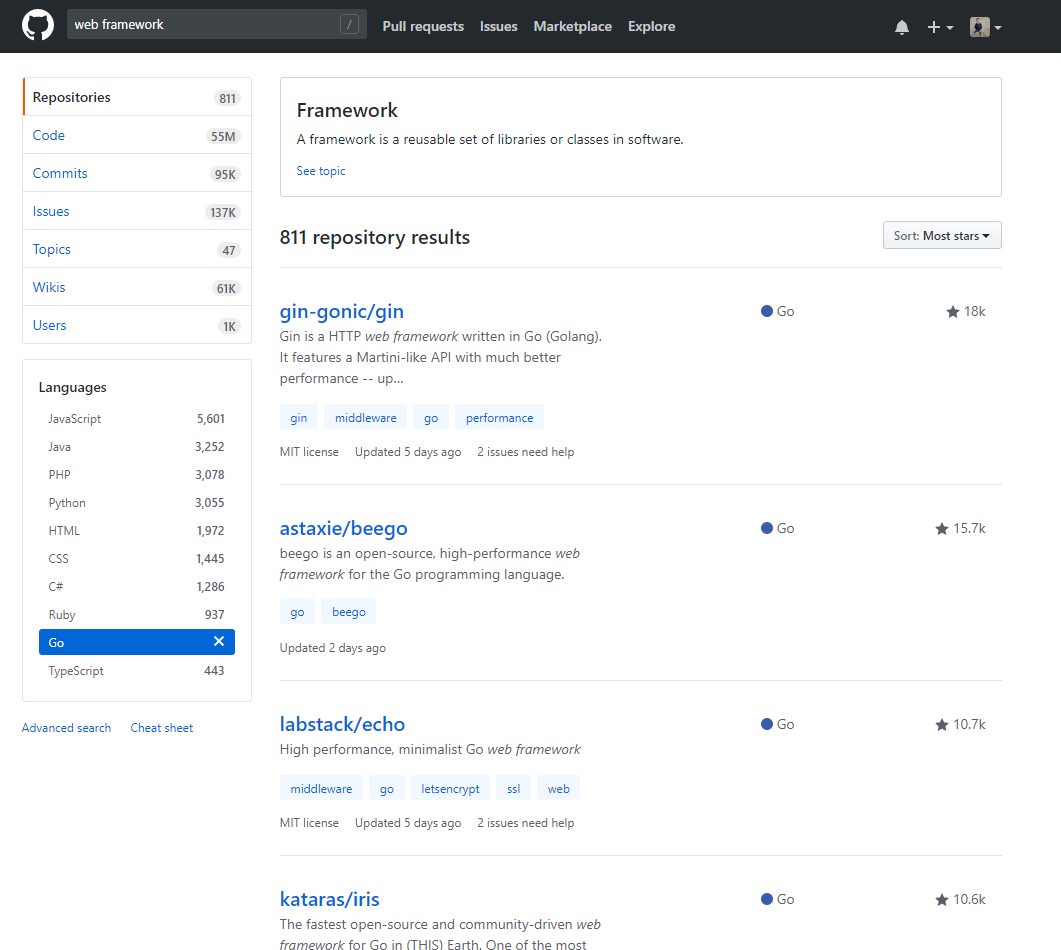 web framework /
Pull requests Issues Marketplace Explore
Repositories 811
Code 55M
Commits 95K
Issues 137K
Topics 47
Wikis 61K
Users 1K
Languages
JavaScript 5,601
Java 3,252
PHP 3,078
Python 3,055
HTML 1,972
CSS 1,445
C# 1,286
Ruby 937
Go ×
TypeScript 443
Advanced search Cheat sheet
Framework
A framework is a reusable set of libraries or classes in software.
See topic
811 repository results
Sort: Most stars
gin-gonic/gin Go 18k
Gin is a HTTP web framework written in Go (Golang).
It features a Martini-like API with much better
performance -- up...
gin middleware go performance
MIT license Updated 5 days ago 2 issues need help
astaxie/beego Go 15.7k
beego is an open-source, high-performance web
framework for the Go programming language.
go beego
Updated 2 days ago
labstack/echo Go 10.7k
High performance, minimalist Go web framework
middleware go letsencrypt ssl web
MIT license Updated 5 days ago 2 issues need help
kataras/iris Go 10.6k
The fastest open-source and community-driven web
framework for Go in (THIS) Earth. One of the most